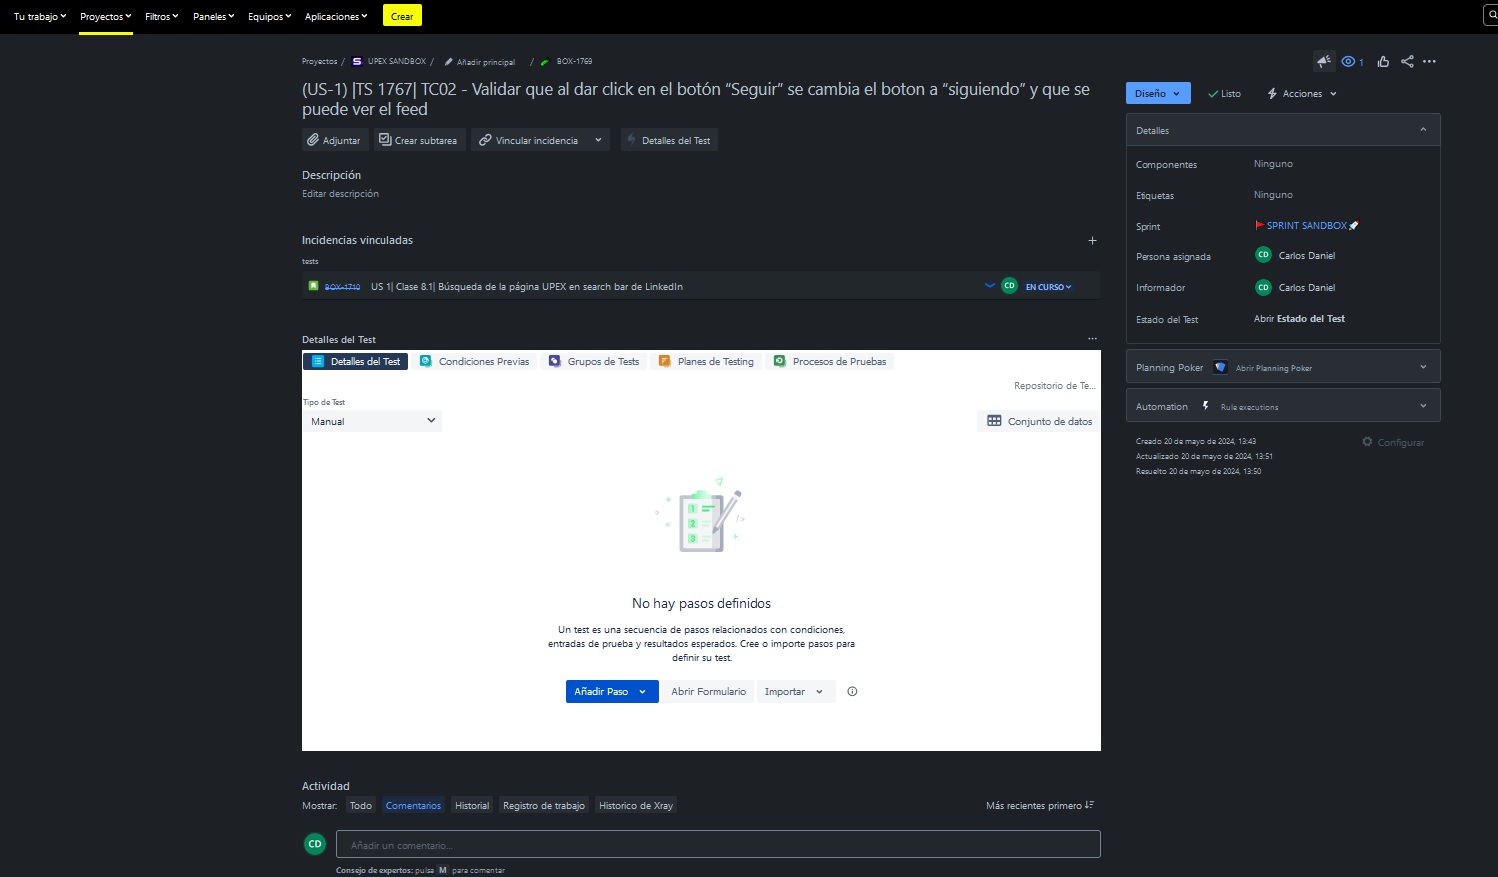 Tu trabajo Proyectos Filtros Paneles Equipos Aplicaciones Crear
Proyectos / UPEX SANDBOX / Añadir principal / BOX-1769
1
(US-1) |TS 1767| TC02 - Validar que al dar click en el botón “Seguir” se cambia el boton a “siguiendo” y que se
puede ver el feed
Adjuntar Crear subtarea Vincular incidencia Detalles del Test
Descripción
Editar descripción
Incidencias vinculadas
tests
BOX-1710 US 1| Clase 8.1| Búsqueda de la página UPEX en search bar de LinkedIn CD EN CURSO
Detalles del Test
Detalles del Test Condiciones Previas Grupos de Tests Planes de Testing Procesos de Pruebas
Repositorio de Te...
Tipo de Test
Manual
Conjunto de datos
No hay pasos definidos
Un test es una secuencia de pasos relacionados con condiciones,
entradas de prueba y resultados esperados. Cree o importe pasos para
definir su test.
Añadir Paso Abrir Formulario Importar
Actividad
Mostrar: Todo Comentarios Historial Registro de trabajo Historico de Xray
Más recientes primero
CD Añadir un comentario...
Consejo de expertos: pulsa M para comentar
Diseño Listo Acciones
Detalles
Componentes Ninguno
Etiquetas Ninguno
Sprint SPRINT SANDBOX
Persona asignada CD Carlos Daniel
Informador CD Carlos Daniel
Estado del Test Abrir Estado del Test
Planning Poker Abrir Planning Poker
Automation Rule executions
Creado 20 de mayo de 2024, 13:43
Actualizado 20 de mayo de 2024, 13:51
Resuelto 20 de mayo de 2024, 13:50
Configurar